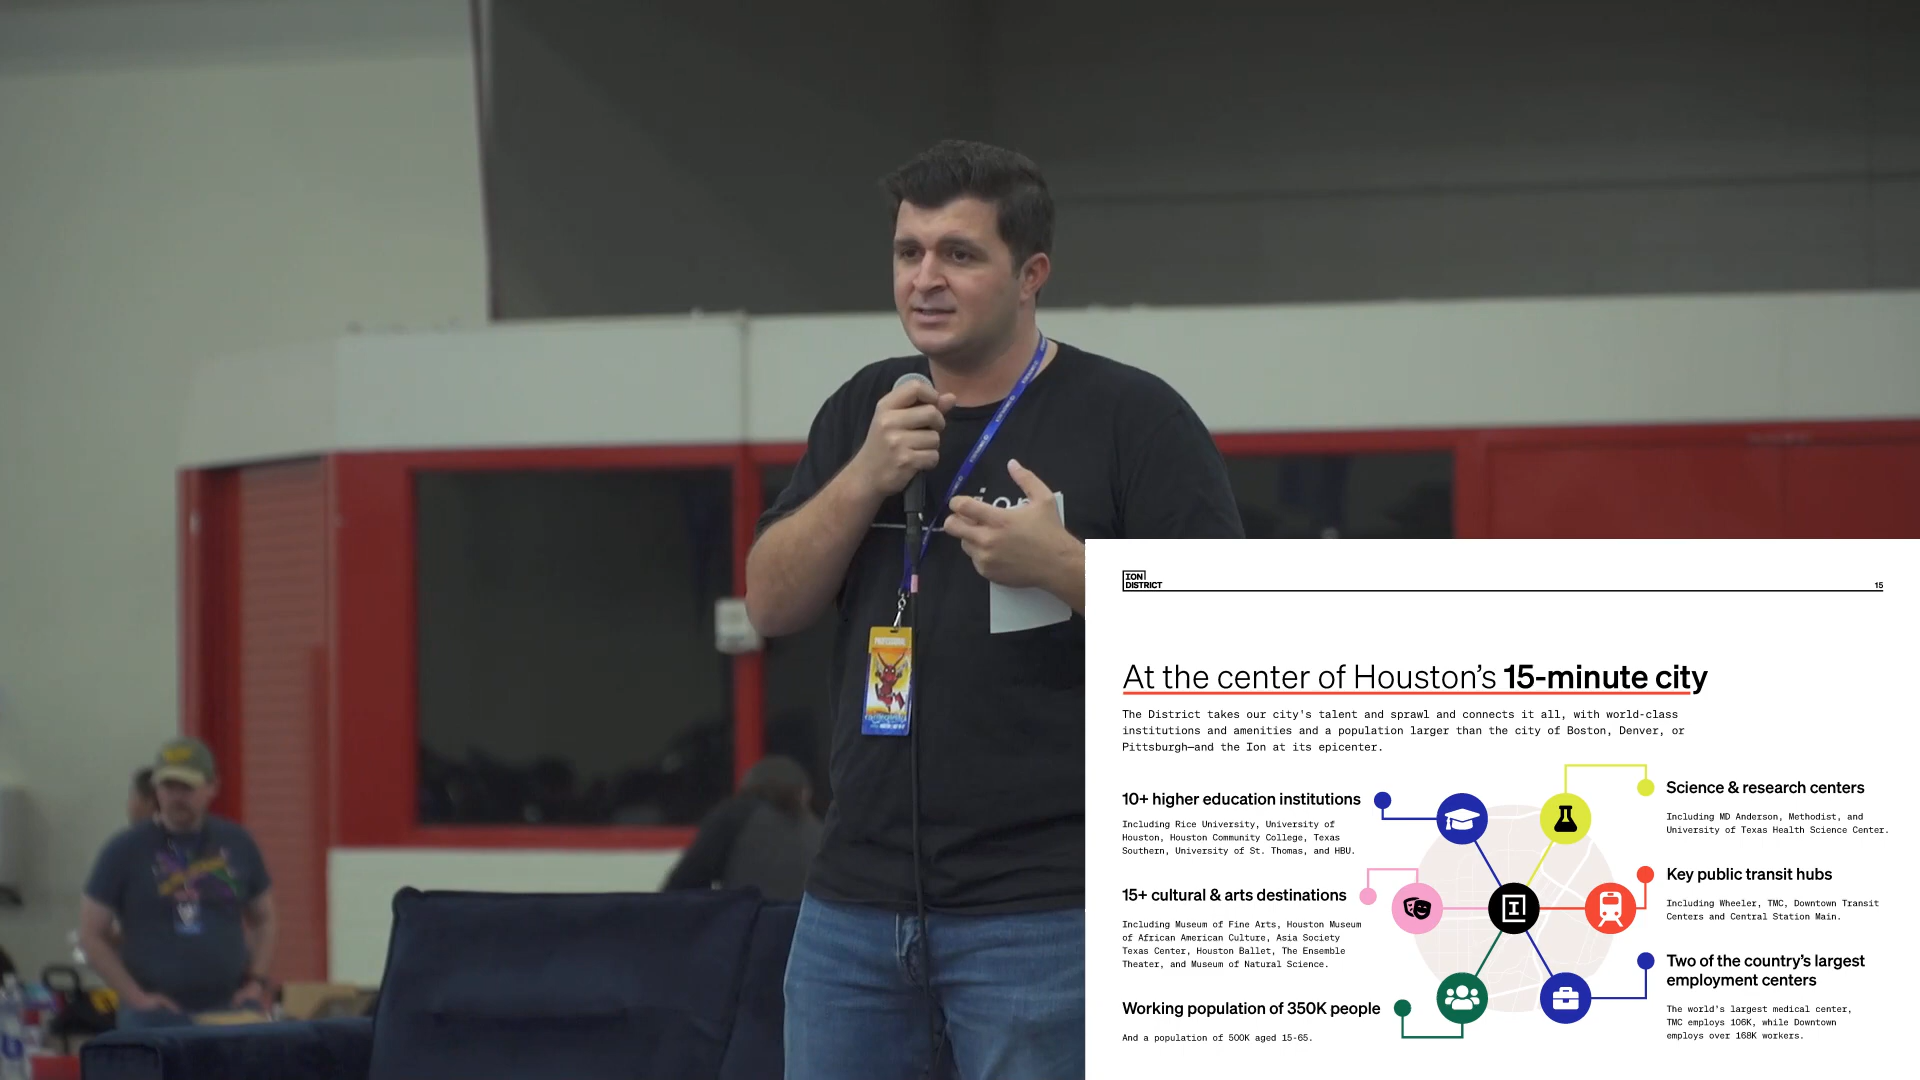 ion
ION
DISTRICT
15
At the center of Houston's 15-minute city
The District takes our city's talent and sprawl and connects it all, with world-class
institutions and amenities and a population larger than the city of Boston, Denver, or
Pittsburgh—and the Ion at its epicenter.
10+ higher education institutions
Including Rice University, University of
Houston, Houston Community College, Texas
Southern, University of St. Thomas, and HBU.
15+ cultural & arts destinations
Including Museum of Fine Arts, Houston Museum
of African American Culture, Asia Society
Texas Center, Houston Ballet, The Ensemble
Theater, and Museum of Natural Science.
Working population of 350K people
And a population of 500K aged 15-65.
Science & research centers
Including MD Anderson, Methodist, and
University of Texas Health Science Center.
Key public transit hubs
Including Wheeler, TMC, Downtown Transit
Centers and Central Station Main.
Two of the country's largest
employment centers
The world's largest medical center,
TMC employs 106K, while Downtown
employs over 168K workers.